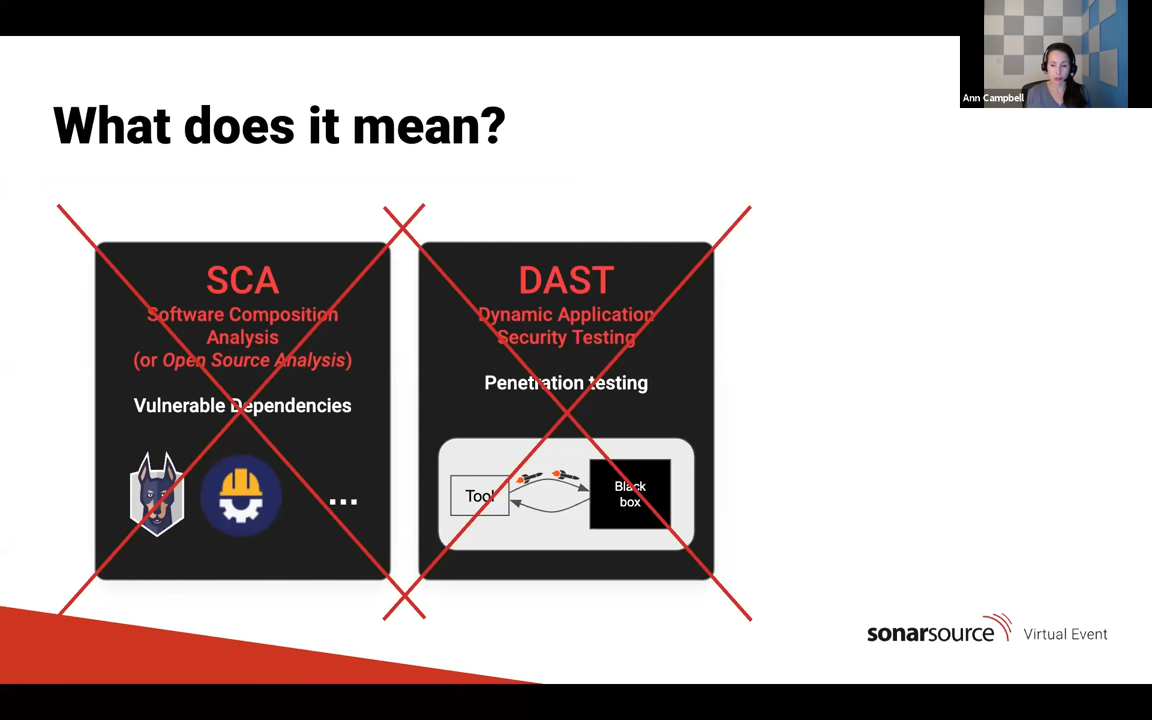 Ann Campbell
What does it mean?
SCA
Software Composition
Analysis
(or Open Source Analysis)
Vulnerable Dependencies
...
DAST
Dynamic Application
Security Testing
Penetration testing
Tool
Black
box
sonarsource Virtual Event